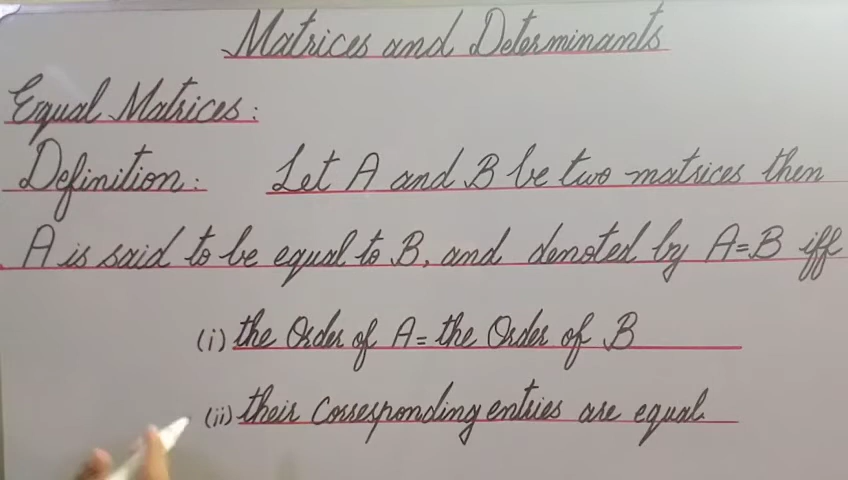 Matrices and Determinants
Equal Matrices:
Definition: Let A and B be two matrices then
A is said to be equal to B, and denoted by A=B iff
(i) the Order of A = the Order of B
(ii) their Corresponding entries are equal.